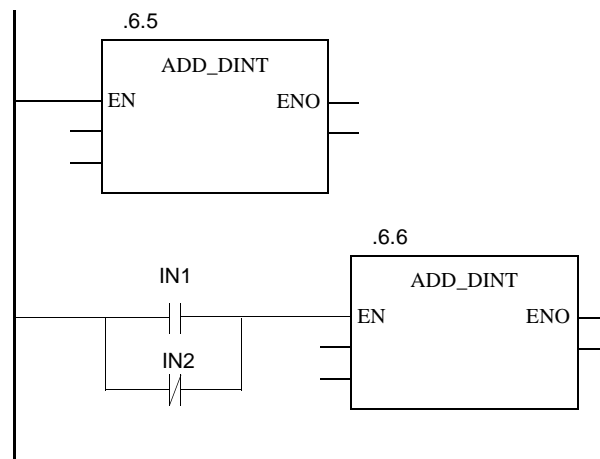 .6.5
ADD_DINT
EN ENO
.6.6
ADD_DINT
IN1
EN ENO
IN2